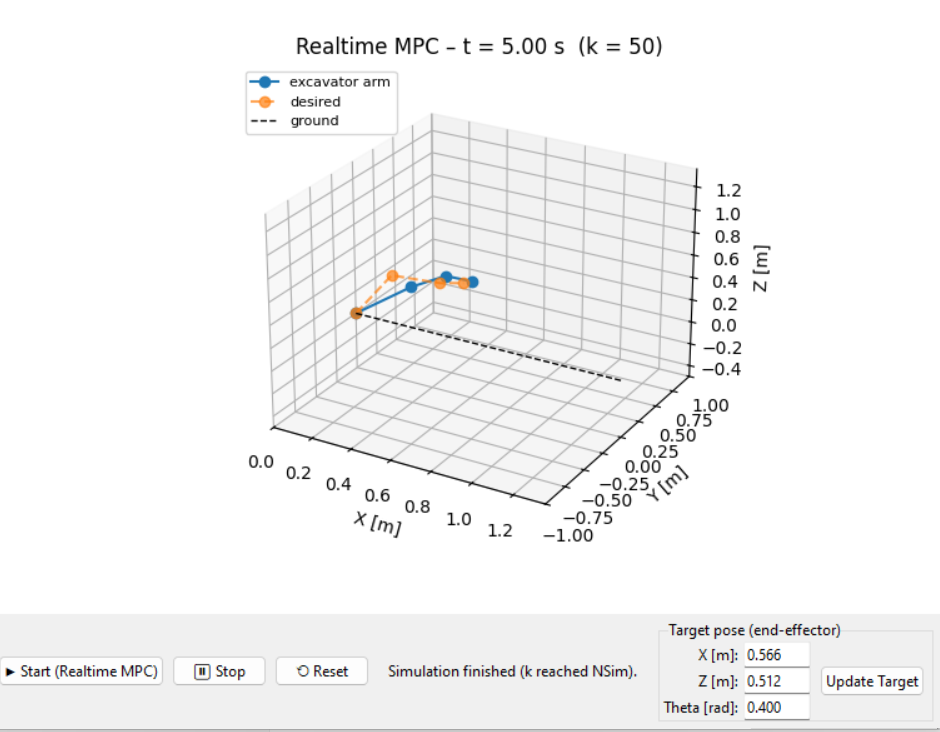 Realtime MPC – t = 5.00 s  (k = 50)
excavator arm
desired
ground
1.2
1.0
0.8
0.6
0.4
0.2
0.0
−0.2
−0.4
Z [m]
1.00
0.75
0.50
0.25
0.00
−0.25
−0.50
−0.75
−1.00
Y [m]
0.0
0.2
0.4
0.6
0.8
1.0
1.2
X [m]
Target pose (end-effector)
X [m]: 0.566
Start (Realtime MPC) Stop Reset Simulation finished (k reached NSim). Z [m]: 0.512 Update Target
Theta [rad]: 0.400